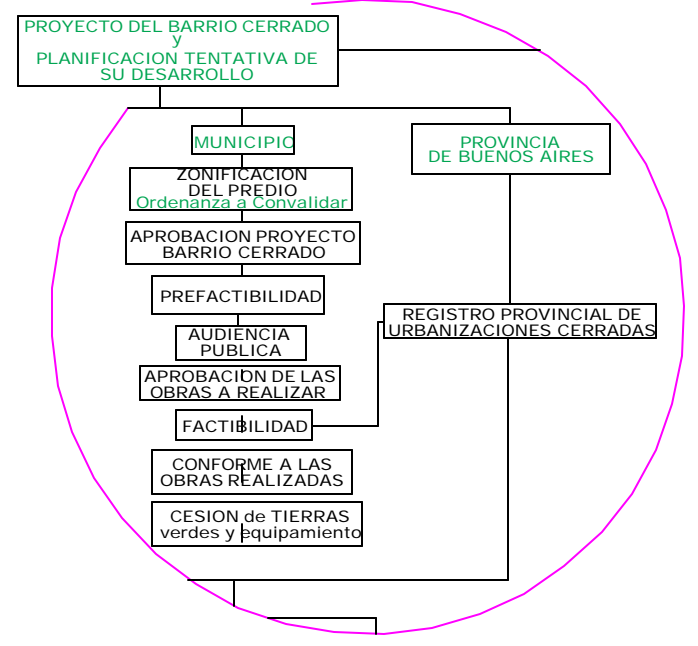 PROYECTO DEL BARRIO CERRADO
y
PLANIFICACION TENTATIVA DE
SU DESARROLLO
MUNICIPIO
PROVINCIA
DE BUENOS AIRES
ZONIFICACION
DEL PREDIO
Ordenanza a Convalidar
APROBACION PROYECTO
BARRIO CERRADO
PREFACTIBILIDAD
REGISTRO PROVINCIAL DE
URBANIZACIONES CERRADAS
AUDIENCIA
PUBLICA
APROBACION DE LAS
OBRAS A REALIZAR
FACTIBILIDAD
CONFORME A LAS
OBRAS REALIZADAS
CESION de TIERRAS
verdes y equipamiento